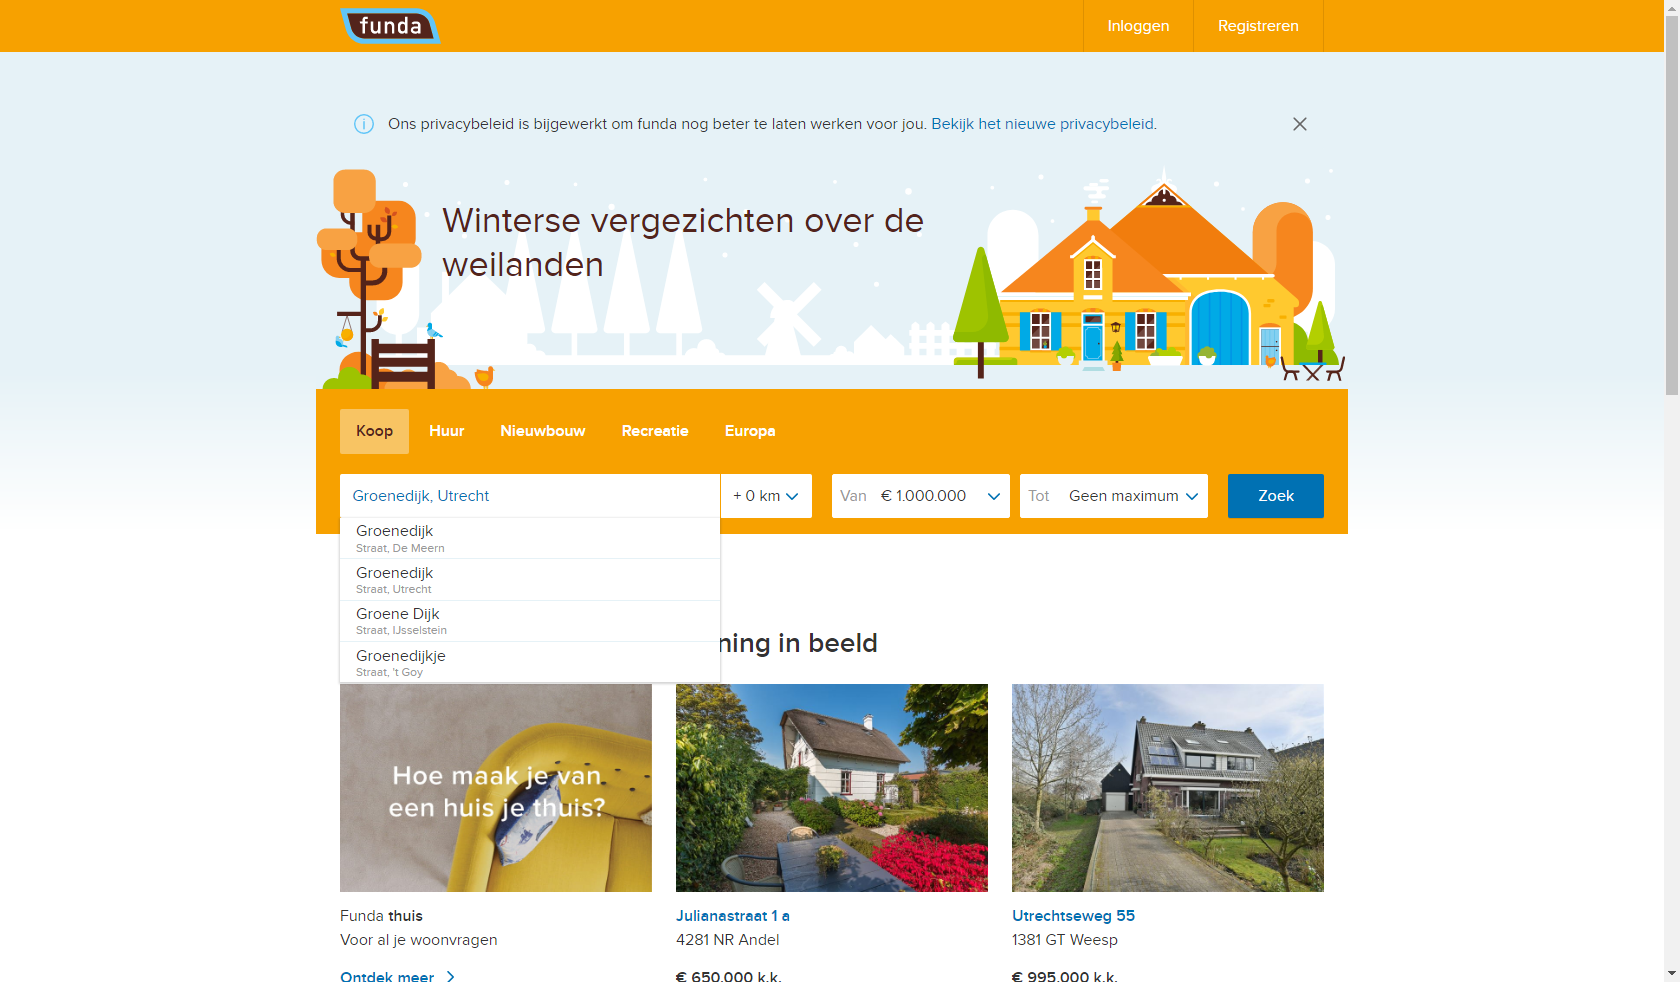 funda
Inloggen
Registreren
Ons privacybeleid is bijgewerkt om funda nog beter te laten werken voor jou. Bekijk het nieuwe privacybeleid.
Winterse vergezichten over de
weilanden
Koop
Huur
Nieuwbouw
Recreatie
Europa
Groenedijk, Utrecht
+ 0 km
Van € 1.000.000
Tot Geen maximum
Zoek
Groenedijk
Straat, De Meern
Groenedijk
Straat, Utrecht
Groene Dijk
Straat, IJsselstein
Groenedijkje
Straat, 't Goy
ning in beeld
Hoe maak je van
een huis je thuis?
Funda thuis
Voor al je woonvragen
Ontdek meer
Julianastraat 1 a
4281 NR Andel
€ 650.000 k.k.
Utrechtseweg 55
1381 GT Weesp
€ 995.000 k.k.